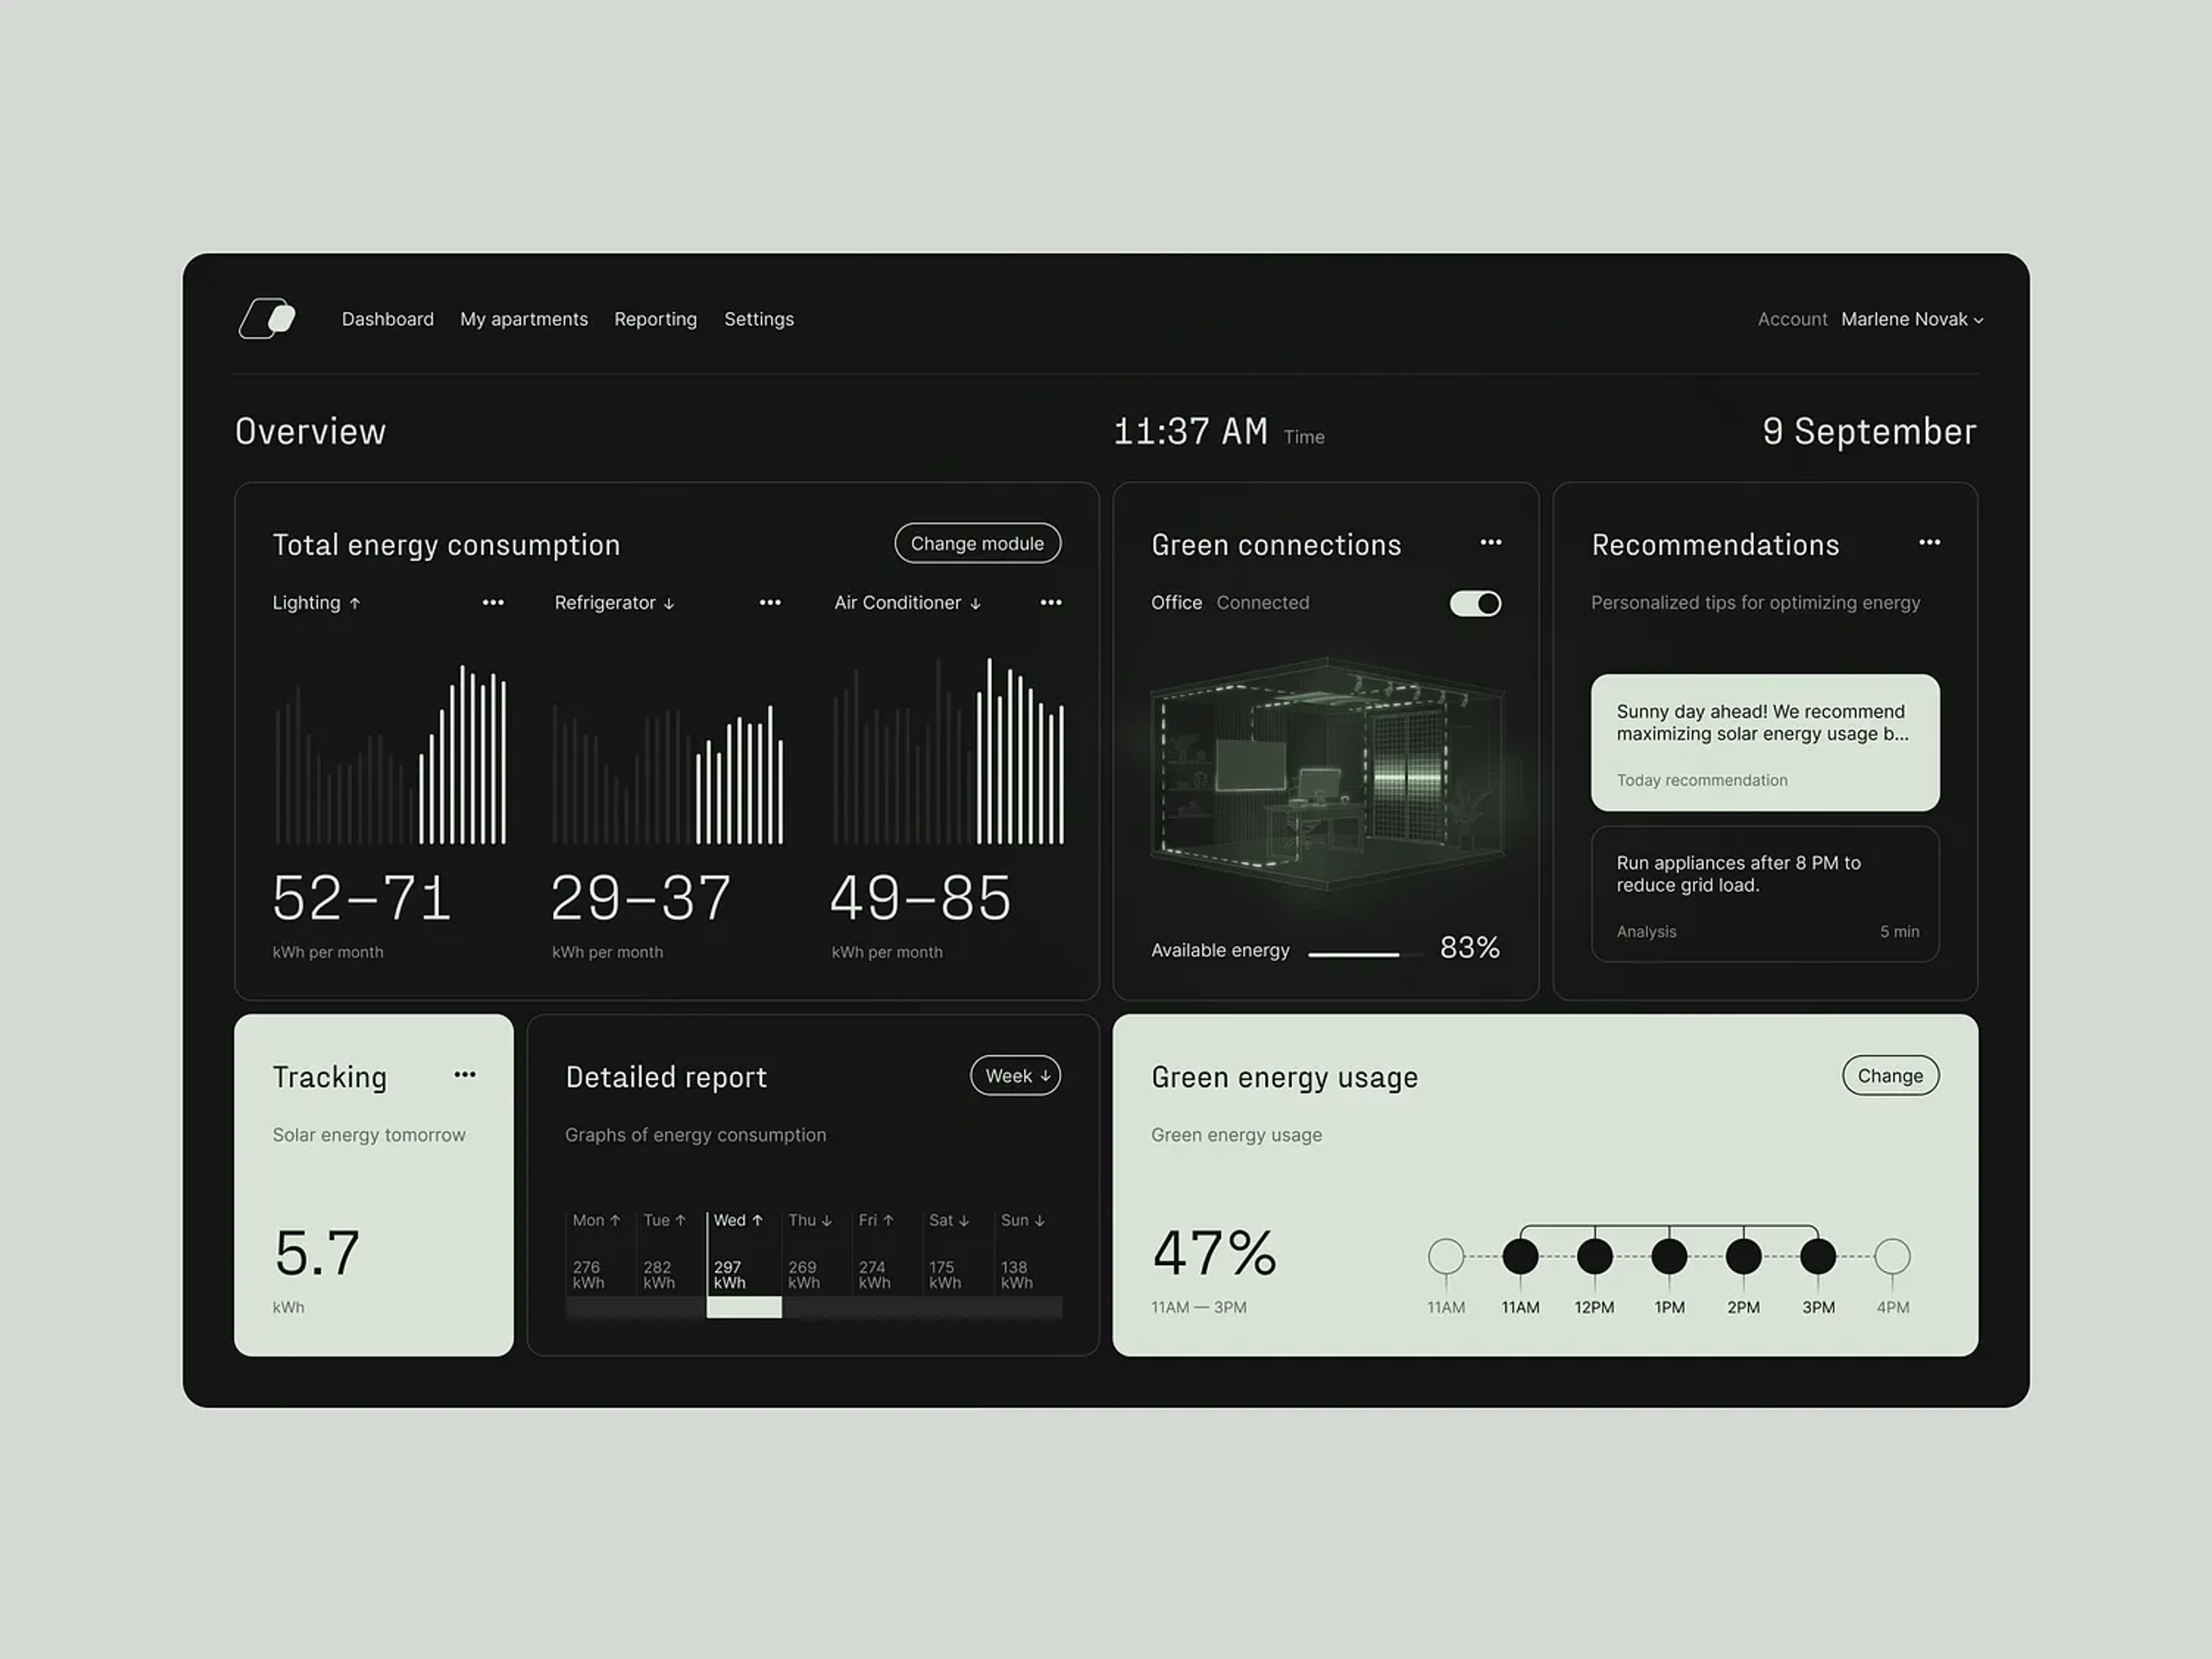 Dashboard My apartments Reporting Settings
Account Marlene Novak
Overview
11:37 AM Time
9 September
Total energy consumption
Change module
Lighting ↑
Refrigerator ↓
Air Conditioner ↓
52–71
29–37
49–85
kWh per month
kWh per month
kWh per month
Green connections
Office Connected
Available energy
83%
Recommendations
Personalized tips for optimizing energy
Sunny day ahead! We recommend
maximizing solar energy usage b...
Today recommendation
Run appliances after 8 PM to
reduce grid load.
Analysis
5 min
Tracking
Solar energy tomorrow
5.7
kWh
Detailed report
Week ↓
Graphs of energy consumption
Mon ↑ Tue ↑ Wed ↑ Thu ↓ Fri ↑ Sat ↓ Sun ↓
276 282 297 269 274 175 138
kWh kWh kWh kWh kWh kWh kWh
Green energy usage
Change
Green energy usage
47%
11AM — 3PM
11AM 11AM 12PM 1PM 2PM 3PM 4PM